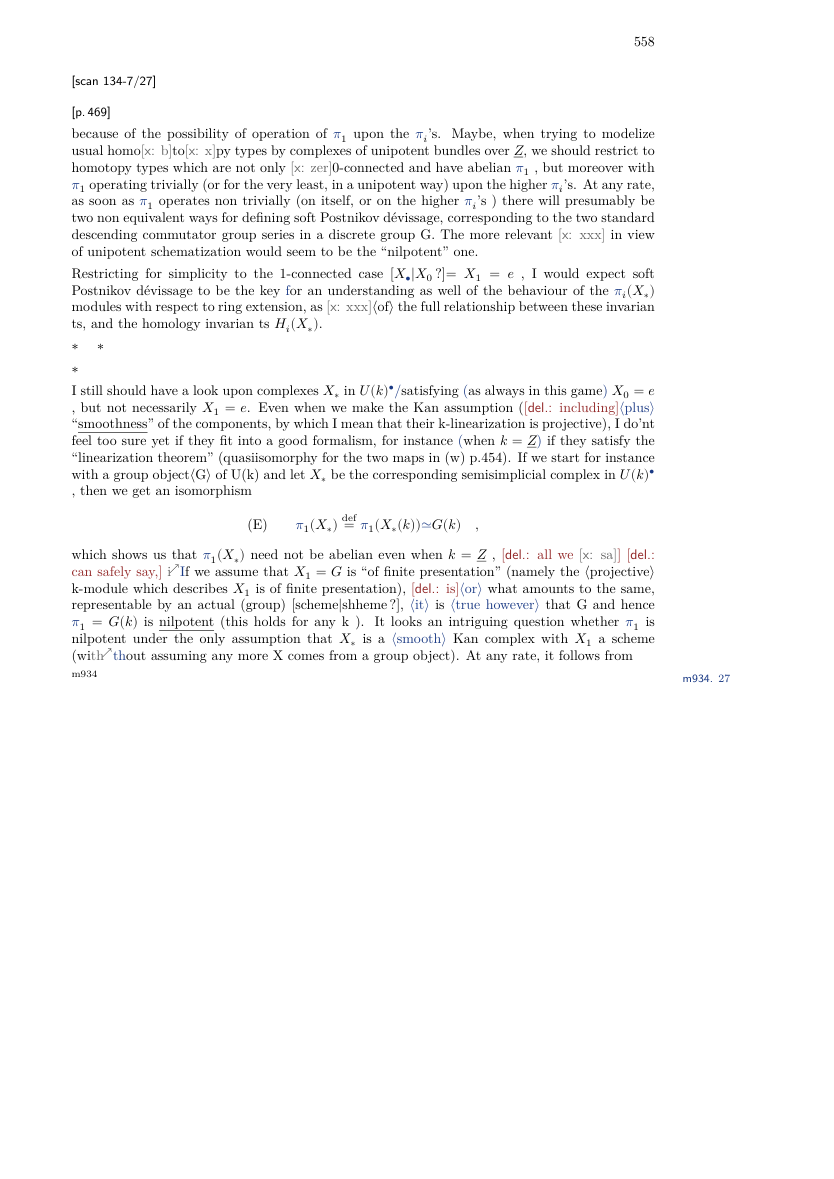 558
[scan 134-7/27]
[p. 469]
because of the possibility of operation of π₁ upon the πᵢ's. Maybe, when trying to modelize
usual homo[x: b]to[x: x]py types by complexes of unipotent bundles over Z, we should restrict to
homotopy types which are not only [x: zer]0-connected and have abelian π₁ , but moreover with
π₁ operating trivially (or for the very least, in a unipotent way) upon the higher πᵢ's. At any rate,
as soon as π₁ operates non trivially (on itself, or on the higher πᵢ's ) there will presumably be
two non equivalent ways for defining soft Postnikov dévissage, corresponding to the two standard
descending commutator group series in a discrete group G. The more relevant [x: xxx] in view
of unipotent schematization would seem to be the “nilpotent” one.
Restricting for simplicity to the 1-connected case [X•|X₀ ?]= X₁ = e , I would expect soft
Postnikov dévissage to be the key for an understanding as well of the behaviour of the πᵢ(X∗)
modules with respect to ring extension, as [x: xxx]⟨of⟩ the full relationship between these invarian
ts, and the homology invarian ts Hᵢ(X∗).
* *
*
I still should have a look upon complexes X∗ in U(k)•/satisfying (as always in this game) X₀ = e
, but not necessarily X₁ = e. Even when we make the Kan assumption ([del.: including]⟨plus⟩
“smoothness” of the components, by which I mean that their k-linearization is projective), I do'nt
feel too sure yet if they fit into a good formalism, for instance (when k = Z) if they satisfy the
“linearization theorem” (quasiisomorphy for the two maps in (w) p.454). If we start for instance
with a group object⟨G⟩ of U(k) and let X∗ be the corresponding semisimplicial complex in U(k)•
, then we get an isomorphism
(E) π₁(X∗) def= π₁(X∗(k))≃G(k) ,
which shows us that π₁(X∗) need not be abelian even when k = Z , [del.: all we [x: sa]] [del.:
can safely say,] i↗If we assume that X₁ = G is “of finite presentation” (namely the ⟨projective⟩
k-module which describes X₁ is of finite presentation), [del.: is]⟨or⟩ what amounts to the same,
representable by an actual (group) [scheme|shheme ?], ⟨it⟩ is ⟨true however⟩ that G and hence
π₁ = G(k) is nilpotent (this holds for any k ). It looks an intriguing question whether π₁ is
nilpotent under the only assumption that X∗ is a ⟨smooth⟩ Kan complex with X₁ a scheme
(with↗thout assuming any more X comes from a group object). At any rate, it follows from
m934
m934. 27